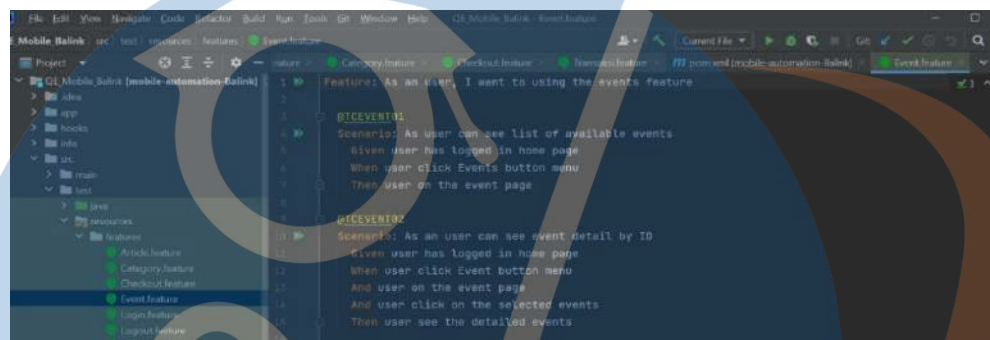 File Edit View Navigate Code Refactor Build Run Tools Git Window Help QE_Mobile_Balink - Event.feature
Mobile_Balink src test resources features Event.feature Current File Git
Project
Category.feature Checkout.feature pom.xml (mobile-automation-Balink) Event.feature
QE_Mobile_Balink [mobile-automation-Balink]
.idea
app
hooks
info
src
main
test
java
resources
features
Article.feature
Category.feature
Checkout.feature
Event.feature
Login.feature
Logout.feature
1 Feature: As an user, I want to using the events feature
2
3 @TCEVENT01
4 Scenario: As user can see list of available events
5 Given user has logged in home page
6 When user click Events button menu
7 Then user on the event page
8
9 @TCEVENT02
10 Scenario: As an user can see event detail by ID
11 Given user has logged in home page
12 When user click Event button menu
13 And user on the event page
14 And user click on the selected events
15 Then user see the detailed events